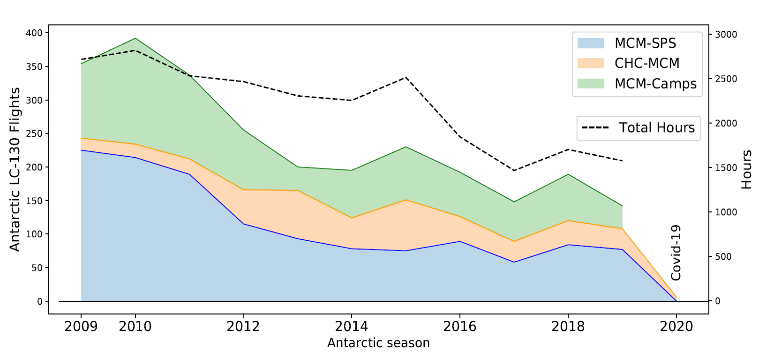 MCM-SPS
CHC-MCM
MCM-Camps
Total Hours
Antarctic LC-130 Flights
400
350
300
250
200
150
100
50
0
3000
2500
2000
1500
1000
500
0
Hours
Covid-19
2009 2010 2012 2014 2016 2018 2020
Antarctic season